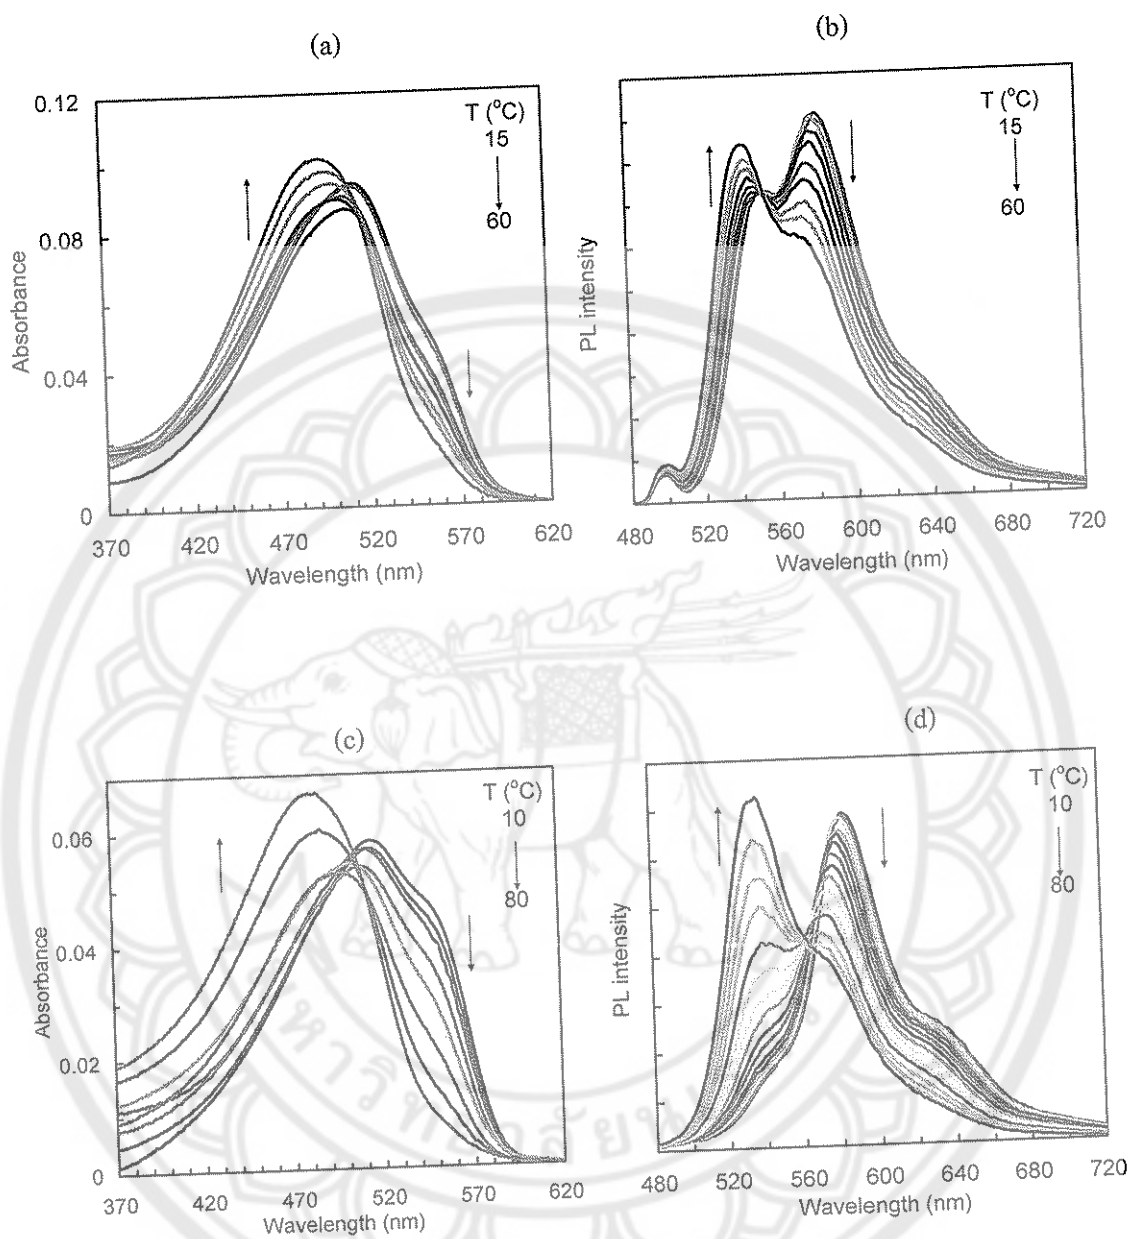 (a)
(b)
0.12
0.08
0.04
0
Absorbance
T (°C)
15
60
370 420 470 520 570 620
Wavelength (nm)
PL intensity
T (°C)
15
60
480 520 560 600 640 680 720
Wavelength (nm)
(c)
(d)
0.06
0.04
0.02
0
Absorbance
T (°C)
10
80
370 420 470 520 570 620
Wavelength (nm)
PL intensity
T (°C)
10
80
480 520 560 600 640 680 720
Wavelength (nm)